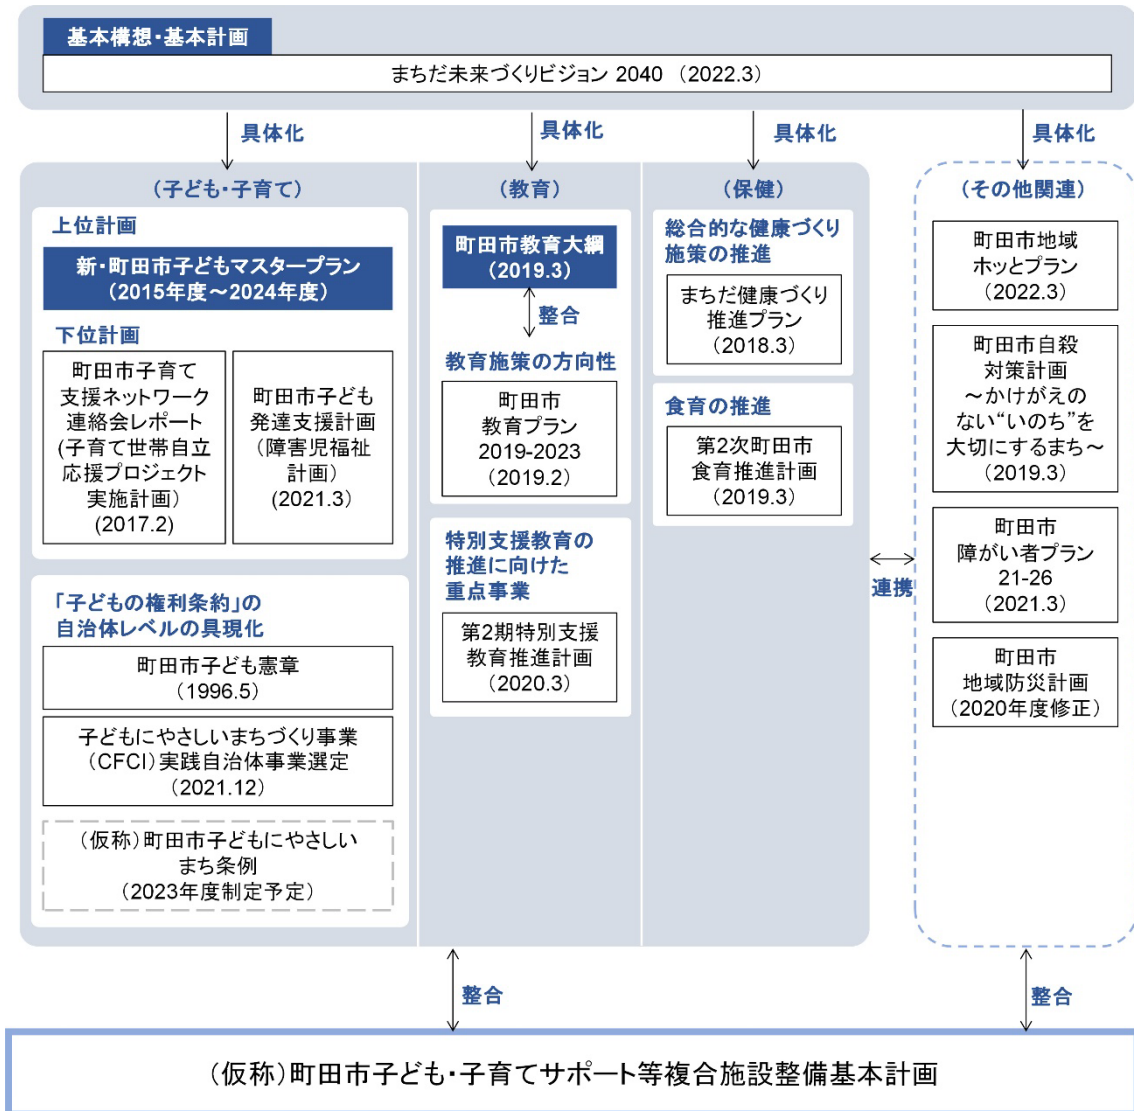 基本構想・基本計画
まちだ未来づくりビジョン 2040 （2022.3）
具体化
具体化
具体化
具体化
（子ども・子育て）
上位計画
新・町田市子どもマスタープラン
（2015年度～2024年度）
下位計画
町田市子育て
支援ネットワーク
連絡会レポート
(子育て世帯自立
応援プロジェクト
実施計画）
(2017.2)
町田市子ども
発達支援計画
（障害児福祉
計画）
(2021.3)
「子どもの権利条約」の
自治体レベルの具現化
町田市子ども憲章
（1996.5）
子どもにやさしいまちづくり事業
（CFCI）実践自治体事業選定
（2021.12）
（仮称）町田市子どもにやさしい
まち条例
（2023年度制定予定）
（教育）
町田市教育大綱
（2019.3）
整合
教育施策の方向性
町田市
教育プラン
2019-2023
（2019.2）
特別支援教育の
推進に向けた
重点事業
第2期特別支援
教育推進計画
（2020.3）
（保健）
総合的な健康づくり
施策の推進
まちだ健康づくり
推進プラン
（2018.3）
食育の推進
第2次町田市
食育推進計画
（2019.3）
連携
（その他関連）
町田市地域
ホッとプラン
（2022.3）
町田市自殺
対策計画
～かけがえの
ない“いのち”を
大切にするまち～
（2019.3）
町田市
障がい者プラン
21-26
（2021.3）
町田市
地域防災計画
（2020年度修正）
整合
整合
（仮称）町田市子ども・子育てサポート等複合施設整備基本計画